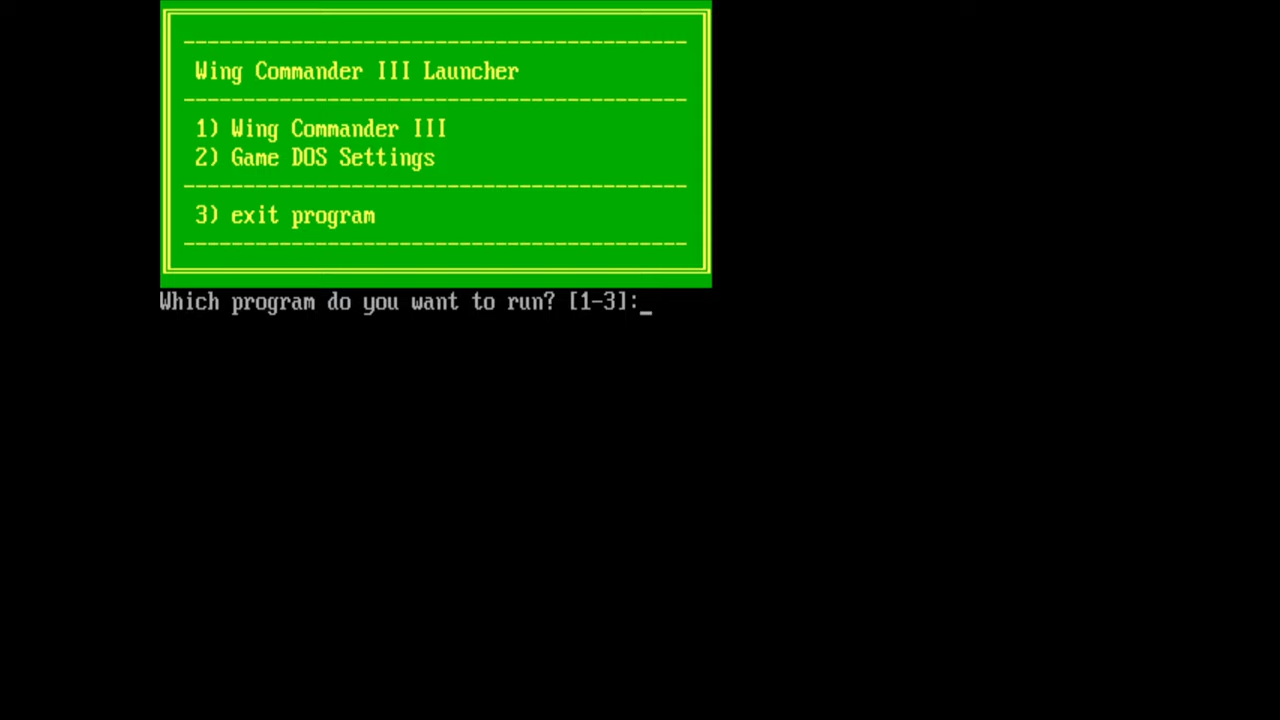 Wing Commander III Launcher
1) Wing Commander III
2) Game DOS Settings
3) exit program
Which program do you want to run? [1-3]:_